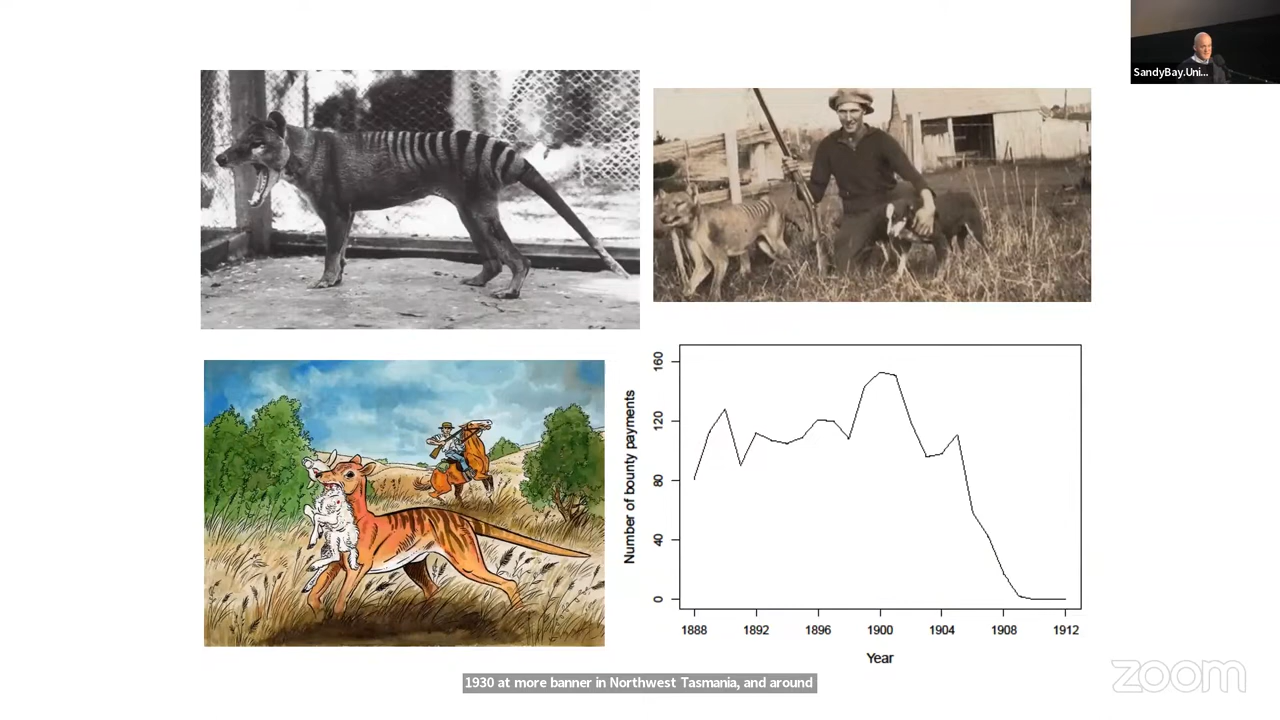 SandyBay.Uni...
Number of bounty payments
160
120
80
40
0
1888 1892 1896 1900 1904 1908 1912
Year
1930 at more banner in Northwest Tasmania, and around
zoom